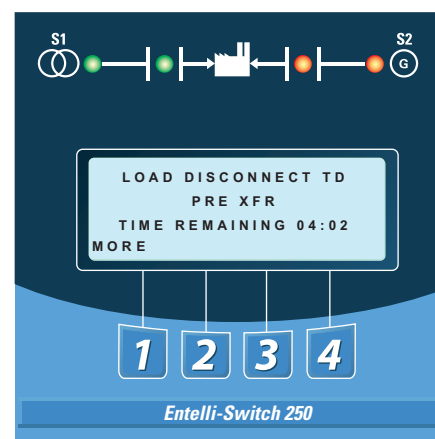 S1 S2
G
LOAD DISCONNECT TD
PRE XFR
TIME REMAINING 04:02
MORE
1 2 3 4
Entelli-Switch 250